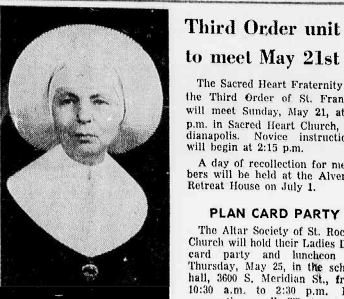 Third Order unit
to meet May 21st
The Sacred Heart Fraternity
the Third Order of St. Fran
will meet Sunday, May 21, at
p.m. in Sacred Heart Church,
dianapolis. Novice instructio
will begin at 2:15 p.m.
A day of recollection for me
bers will be held at the Alver
Retreat House on July 1.
PLAN CARD PARTY
The Altar Society of St. Roc
Church will hold their Ladies D
card party and luncheon
Thursday, May 25, in the sch
hall, 3600 S. Meridian St., fr
10:30 a.m. to 2:30 p.m.